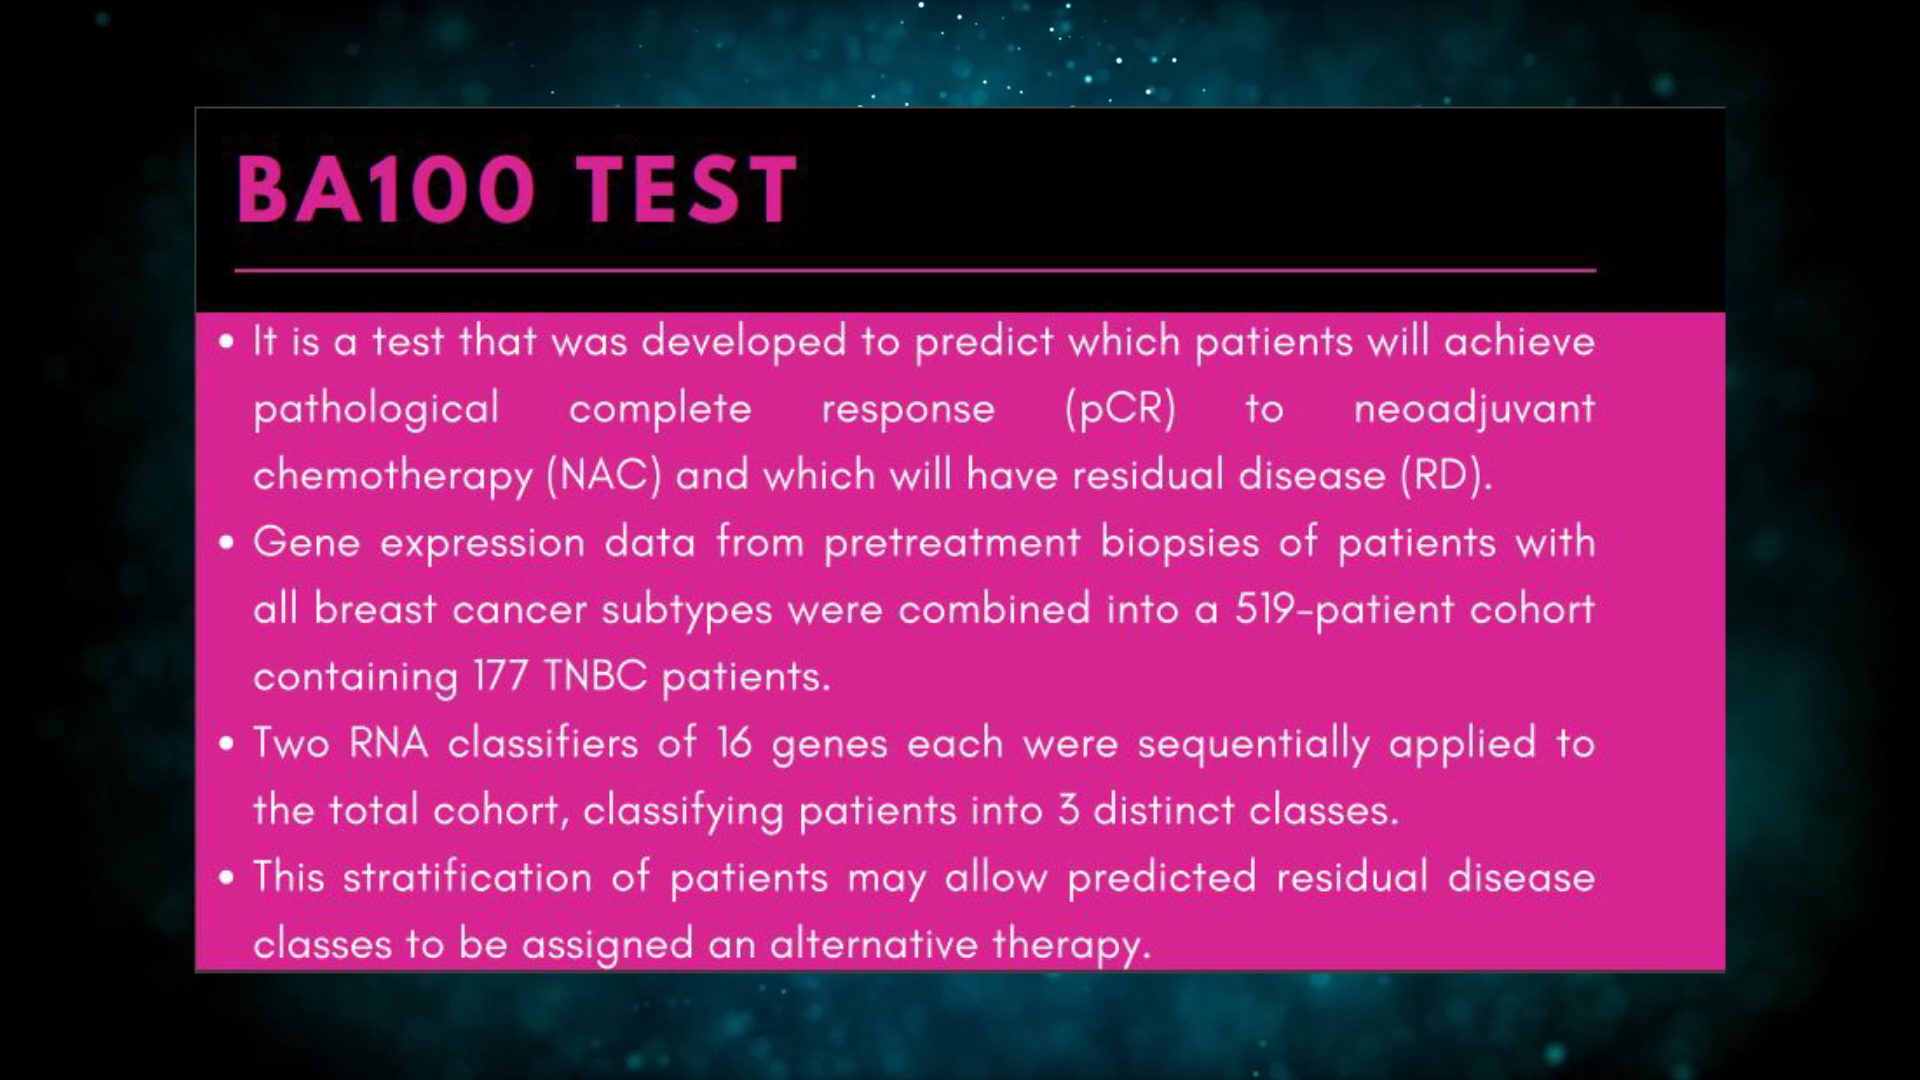 BA100 TEST
• It is a test that was developed to predict which patients will achieve
pathological complete response (pCR) to neoadjuvant
chemotherapy (NAC) and which will have residual disease (RD).
• Gene expression data from pretreatment biopsies of patients with
all breast cancer subtypes were combined into a 519-patient cohort
containing 177 TNBC patients.
• Two RNA classifiers of 16 genes each were sequentially applied to
the total cohort, classifying patients into 3 distinct classes.
• This stratification of patients may allow predicted residual disease
classes to be assigned an alternative therapy.